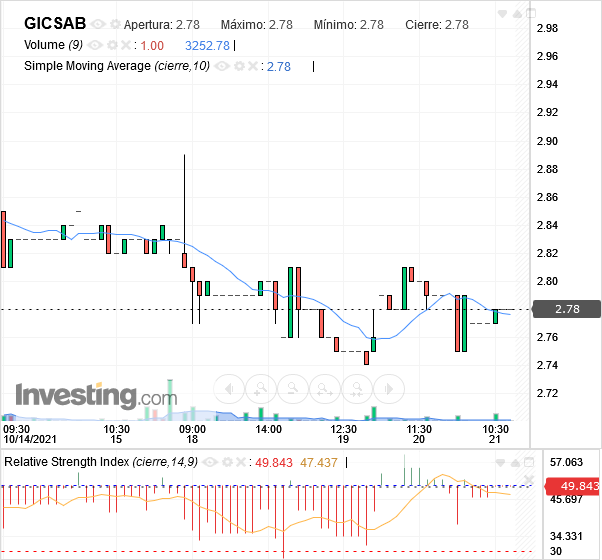 GICSAB Apertura: 2.78 Máximo: 2.78 Mínimo: 2.78 Cierre: 2.78
Volume (9) : 1.00 3252.78
Simple Moving Average (cierre,10) : 2.78
2.98
2.96
2.94
2.92
2.90
2.88
2.86
2.84
2.82
2.80
2.78
2.76
2.74
2.72
Investing.com
09:30 10:30 09:00 14:00 12:30 11:30 10:30
10/14/2021 15 18 19 20 21
Relative Strength Index (cierre,14,9) : 49.843 47.437
57.063
49.843
45.697
34.331
30 30